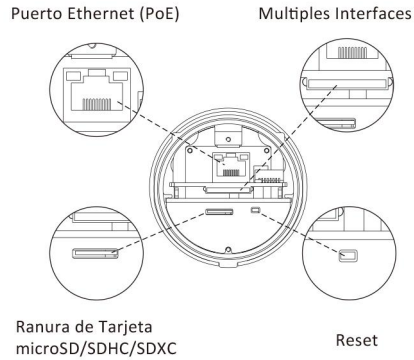 Puerto Ethernet (PoE)
Multiples Interfaces
Ranura de Tarjeta
microSD/SDHC/SDXC
Reset